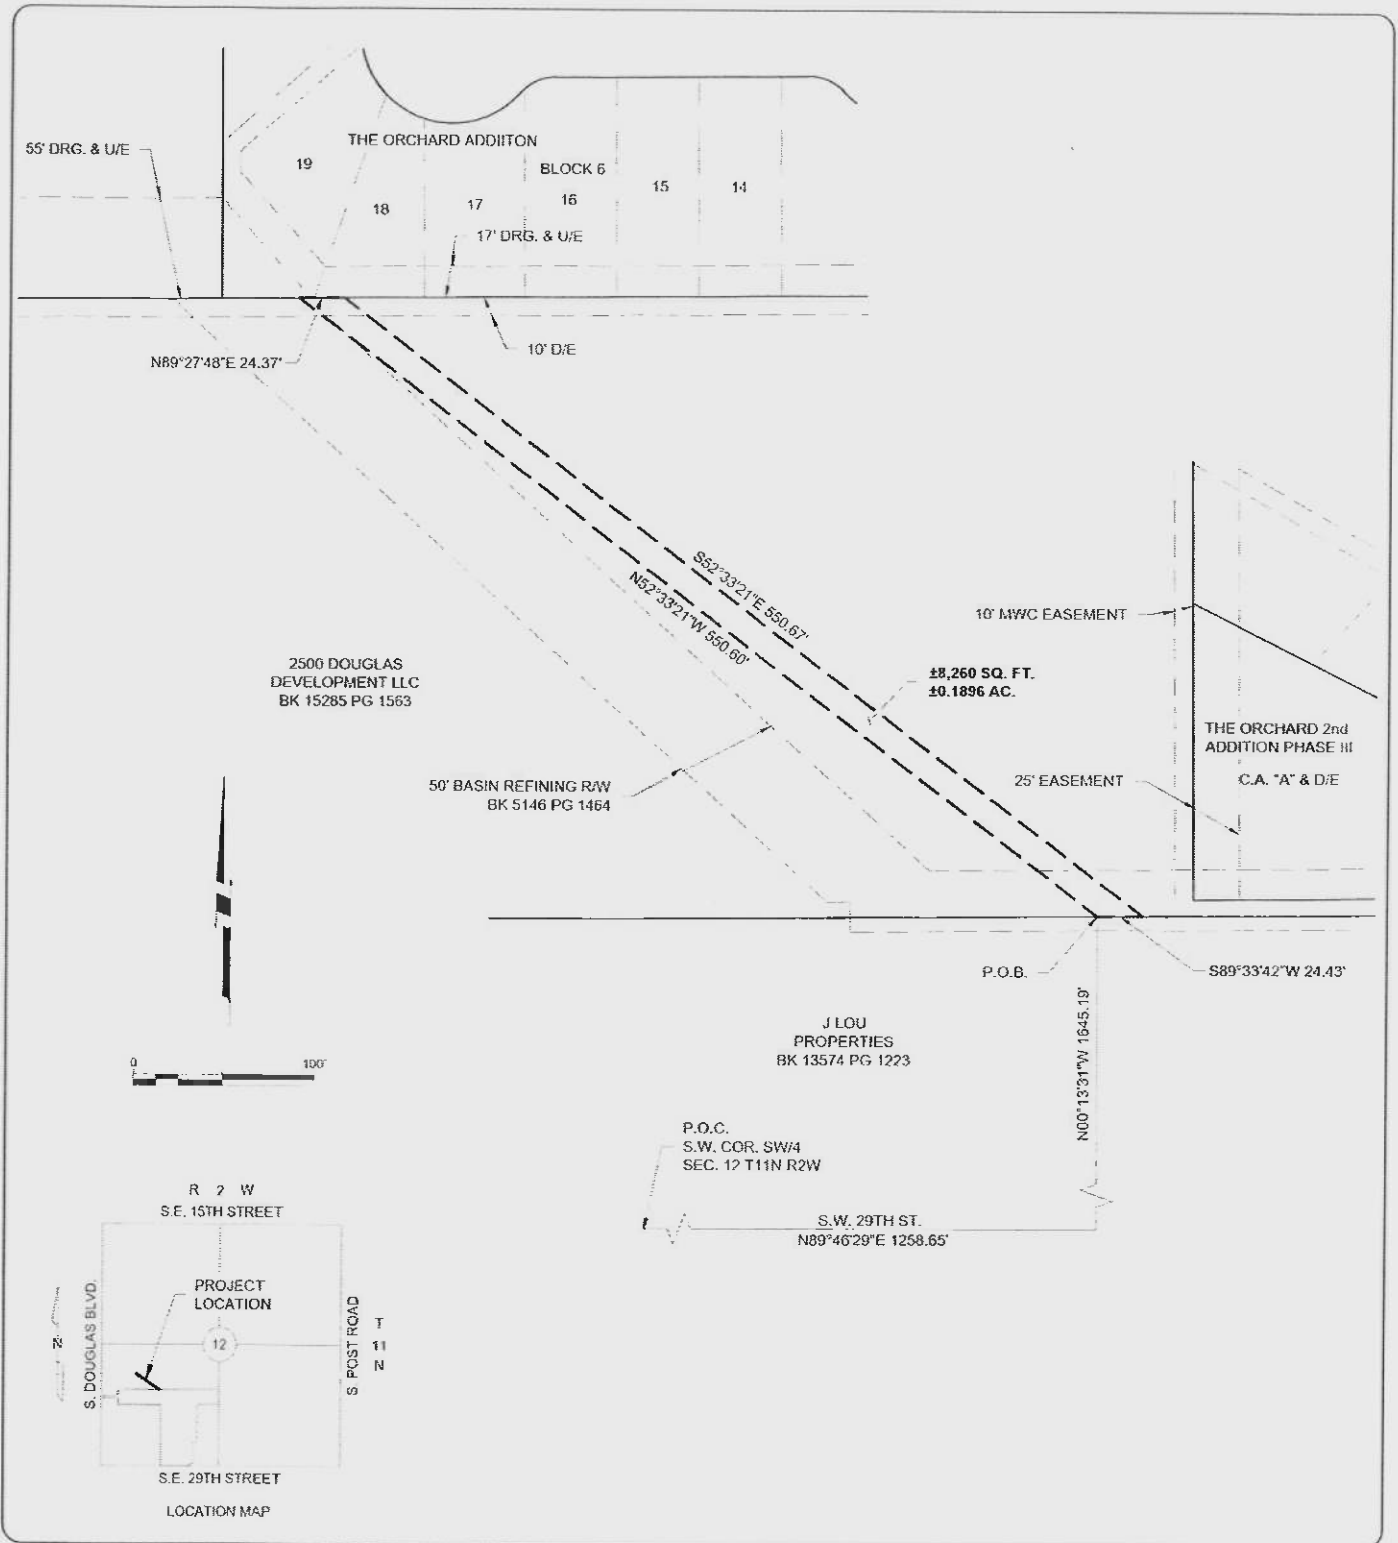 THE ORCHARD ADDIITON
55' DRG. & U/E
19
BLOCK 6
18
17
16
15
14
17' DRG. & U/E
10' D/E
N89°27'48"E 24.37'
S52°33'21"E 550.67'
N52°33'21"W 550.60'
10' MWC EASEMENT
2500 DOUGLAS
DEVELOPMENT LLC
BK 15285 PG 1563
±8,260 SQ. FT.
±0.1896 AC.
THE ORCHARD 2nd
ADDITION PHASE III
C.A. "A" & D/E
50' BASIN REFINING R/W
BK 5146 PG 1464
25' EASEMENT
P.O.B.
S89°33'42"W 24.43'
J LOU
PROPERTIES
BK 13574 PG 1223
N00°13'31"W 1645.19'
0
100'
P.O.C.
S.W. COR. SW/4
SEC. 12 T11N R2W
S.W. 29TH ST.
N89°46'29"E 1258.65'
R 2 W
S.E. 15TH STREET
PROJECT
LOCATION
12
N
S. DOUGLAS BLVD.
S. POST ROAD
T
11
N
S.E. 29TH STREET
LOCATION MAP